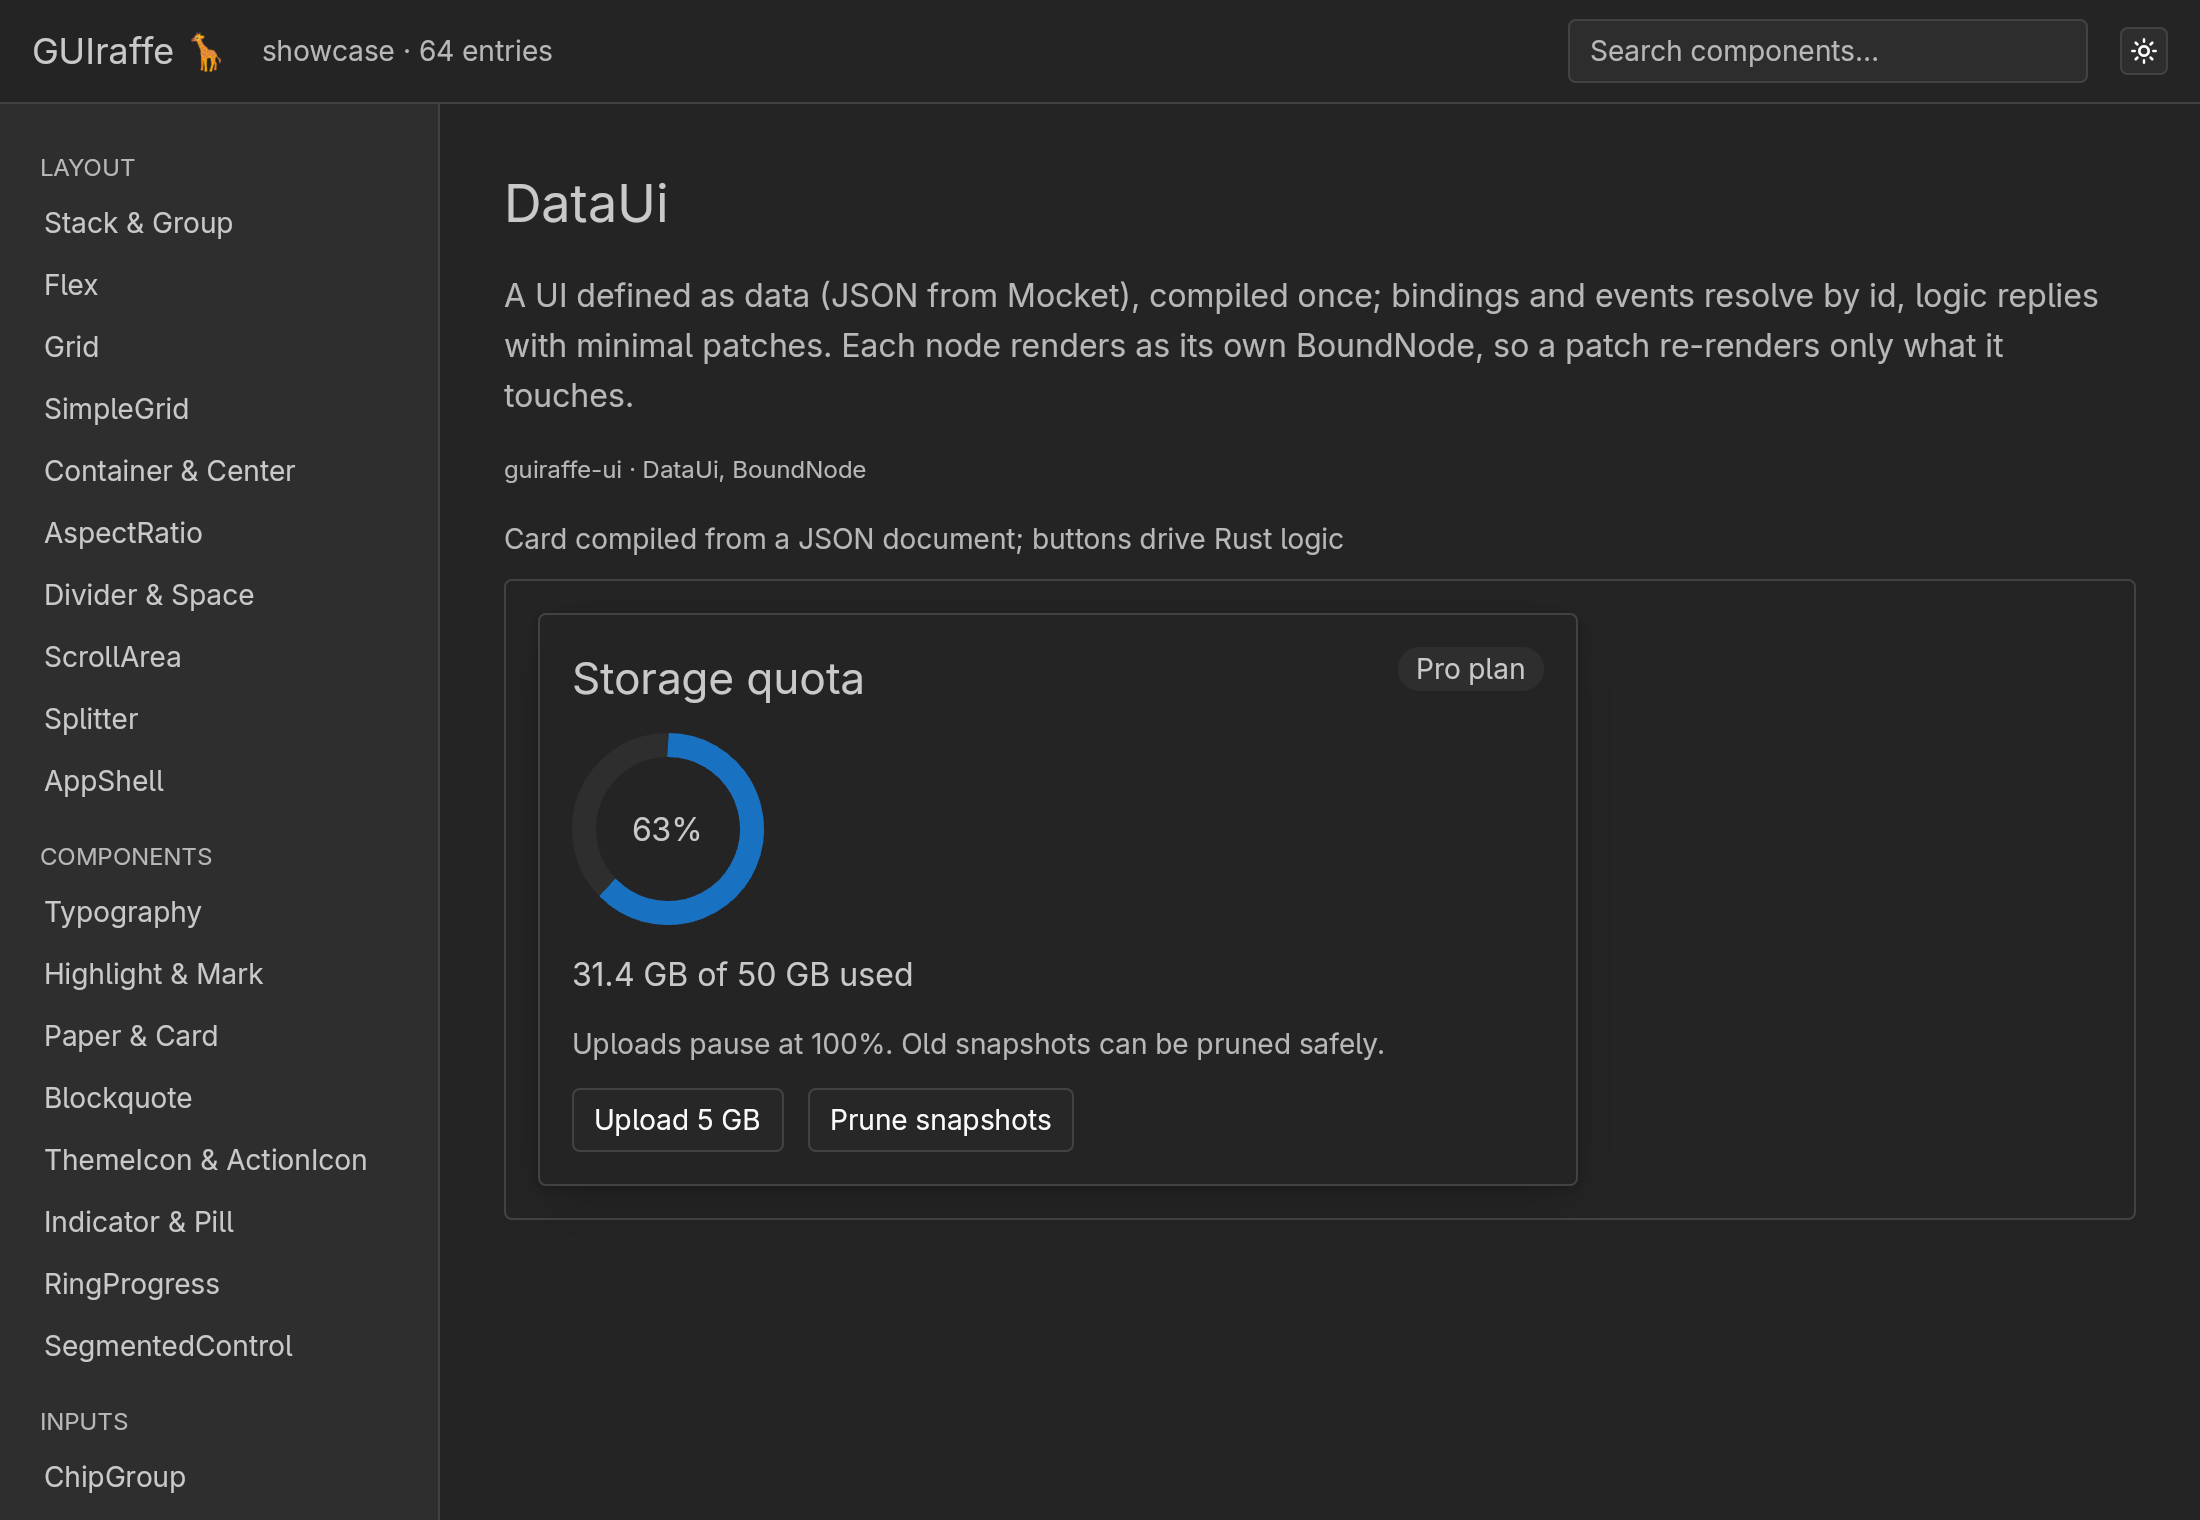 GUIraffe 🦒 showcase · 64 entries
Search components...
LAYOUT
Stack & Group
Flex
Grid
SimpleGrid
Container & Center
AspectRatio
Divider & Space
ScrollArea
Splitter
AppShell
COMPONENTS
Typography
Highlight & Mark
Paper & Card
Blockquote
ThemeIcon & ActionIcon
Indicator & Pill
RingProgress
SegmentedControl
INPUTS
ChipGroup
DataUi
A UI defined as data (JSON from Mocket), compiled once; bindings and events resolve by id, logic replies
with minimal patches. Each node renders as its own BoundNode, so a patch re-renders only what it
touches.
guiraffe-ui · DataUi, BoundNode
Card compiled from a JSON document; buttons drive Rust logic
Storage quota
Pro plan
63%
31.4 GB of 50 GB used
Uploads pause at 100%. Old snapshots can be pruned safely.
Upload 5 GB
Prune snapshots